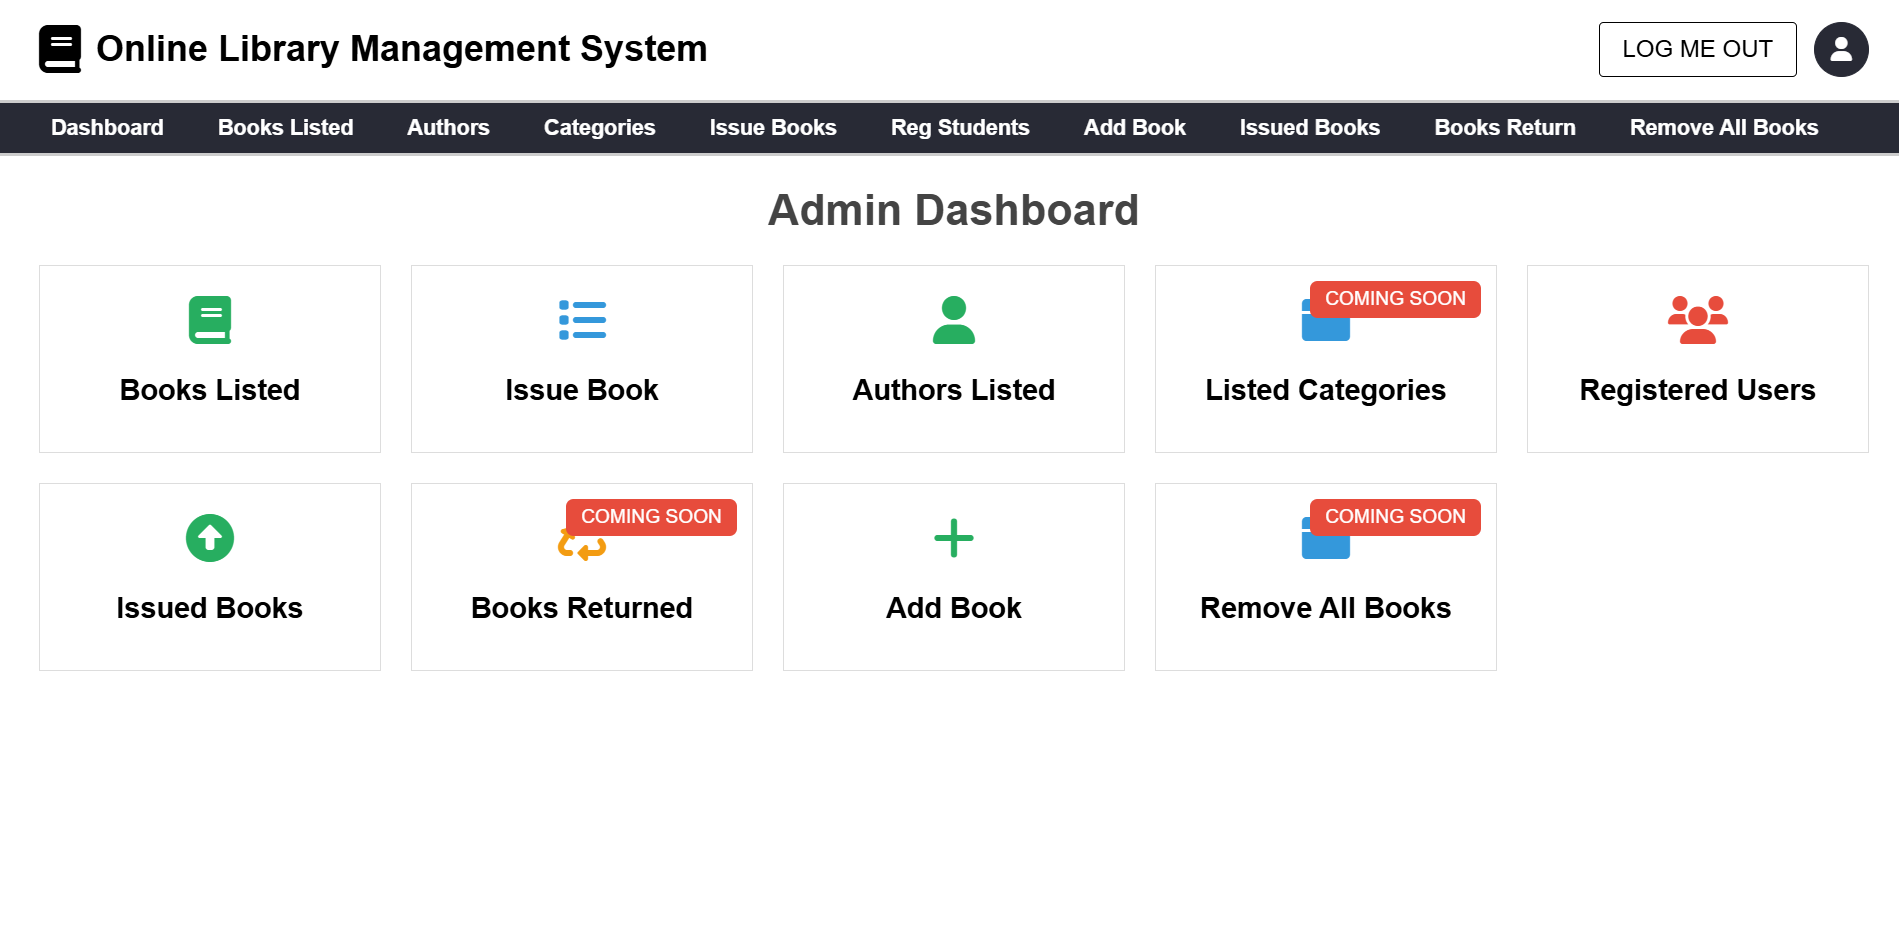 Online Library Management System
LOG ME OUT
Dashboard Books Listed Authors Categories Issue Books Reg Students Add Book Issued Books Books Return Remove All Books
Admin Dashboard
Books Listed
Issue Book
Authors Listed
COMING SOON
Listed Categories
Registered Users
Issued Books
COMING SOON
Books Returned
Add Book
COMING SOON
Remove All Books